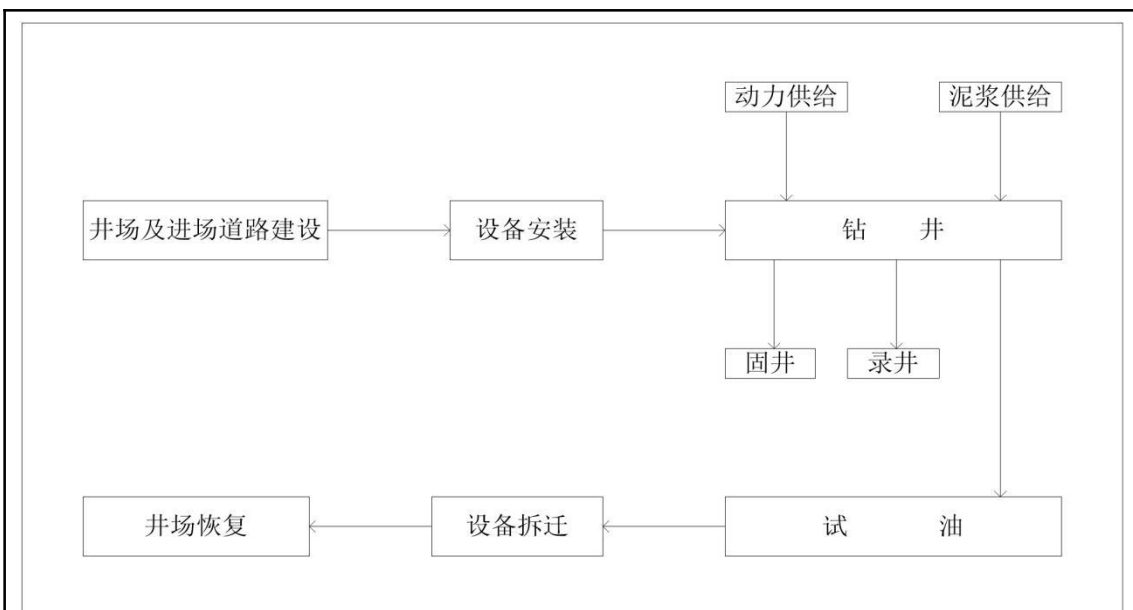 动力供给
泥浆供给
井场及进场道路建设
设备安装
钻 井
固井
录井
井场恢复
设备拆迁
试 油